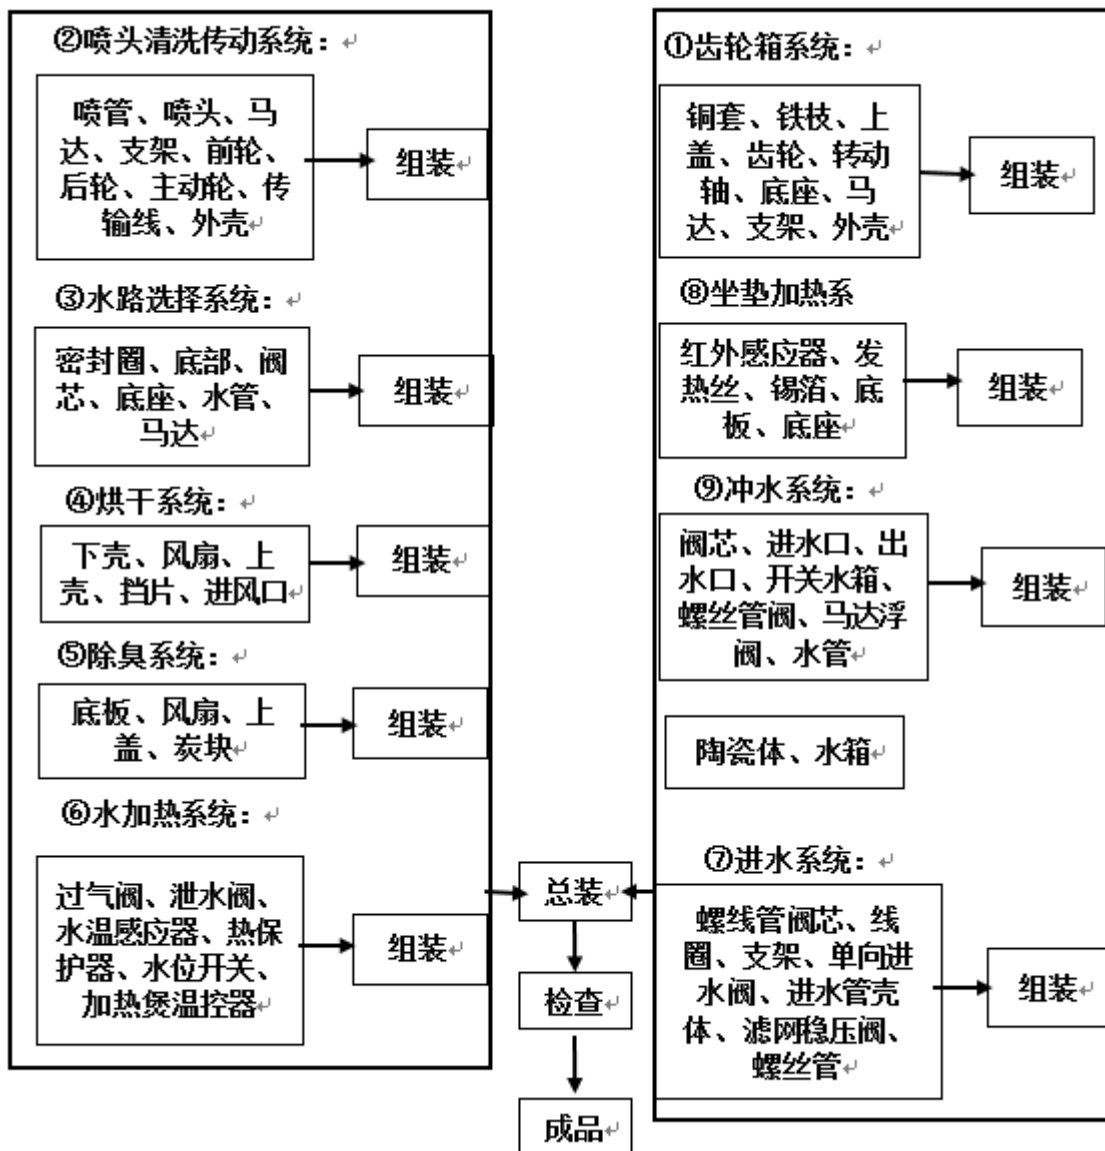 ②喷头清洗传动系统：
喷管、喷头、马
达、支架、前轮、
后轮、主动轮、传
输线、外壳
组装
③水路选择系统：
密封圈、底部、阀
芯、底座、水管、
马达
组装
④烘干系统：
下壳、风扇、上
壳、挡片、进风口
组装
⑤除臭系统：
底板、风扇、上
盖、炭块
组装
⑥水加热系统：
过气阀、泄水阀、
水温感应器、热保
护器、水位开关、
加热煲温控器
组装
①齿轮箱系统：
铜套、铁枝、上
盖、齿轮、转动
轴、底座、马
达、支架、外壳
组装
⑧坐垫加热系
红外感应器、发
热丝、锡箔、底
板、底座
组装
⑨冲水系统：
阀芯、进水口、出
水口、开关水箱、
螺丝管阀、马达浮
阀、水管
组装
陶瓷体、水箱
⑦进水系统：
螺线管阀芯、线
圈、支架、单向进
水阀、进水管壳
体、滤网稳压阀、
螺丝管
组装
总装
检查
成品